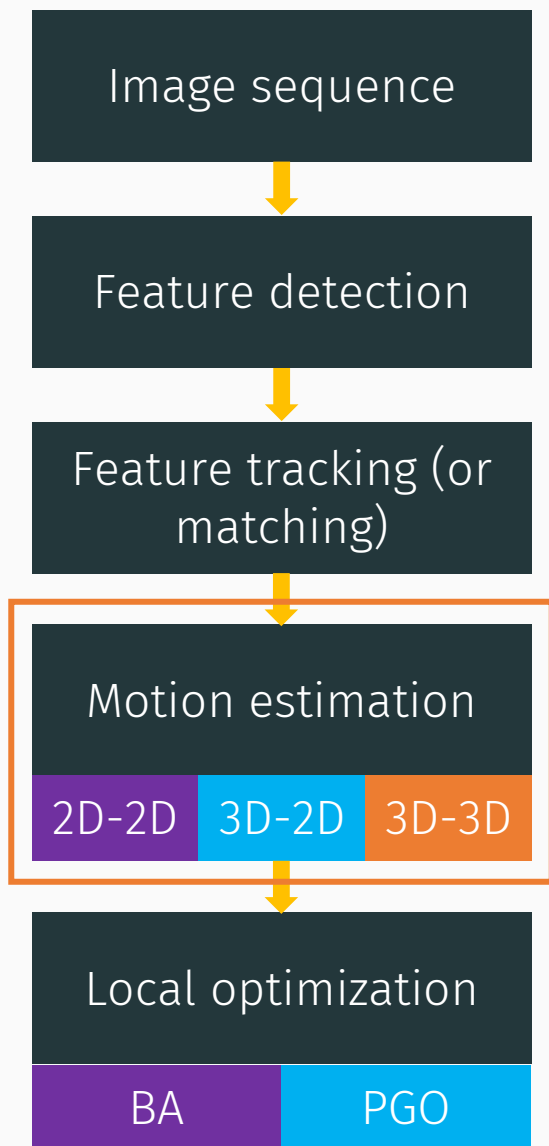 Image sequence
Feature detection
Feature tracking (or
matching)
Motion estimation
2D-2D 3D-2D 3D-3D
Local optimization
BA PGO